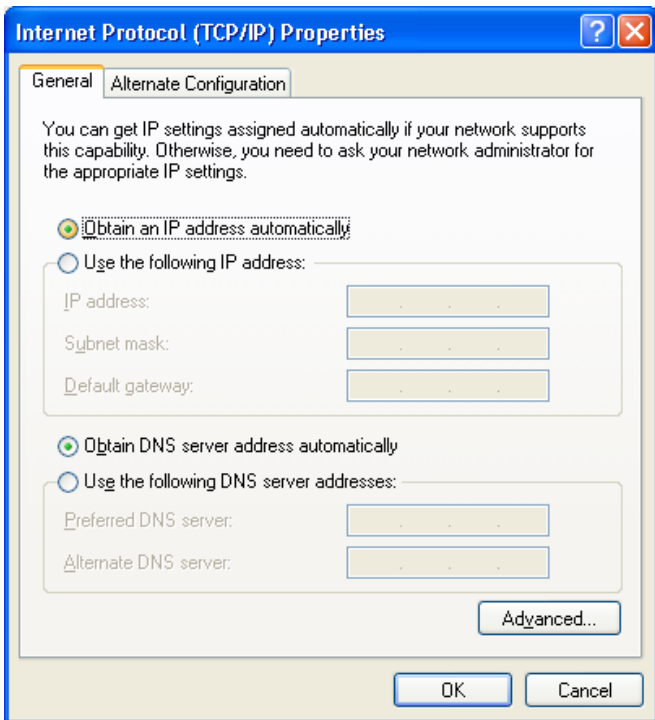 Internet Protocol (TCP/IP) Properties
General
Alternate Configuration
You can get IP settings assigned automatically if your network supports
this capability. Otherwise, you need to ask your network administrator for
the appropriate IP settings.
Obtain an IP address automatically
Use the following IP address:
IP address:
Subnet mask:
Default gateway:
Obtain DNS server address automatically
Use the following DNS server addresses:
Preferred DNS server:
Alternate DNS server:
Advanced...
OK
Cancel